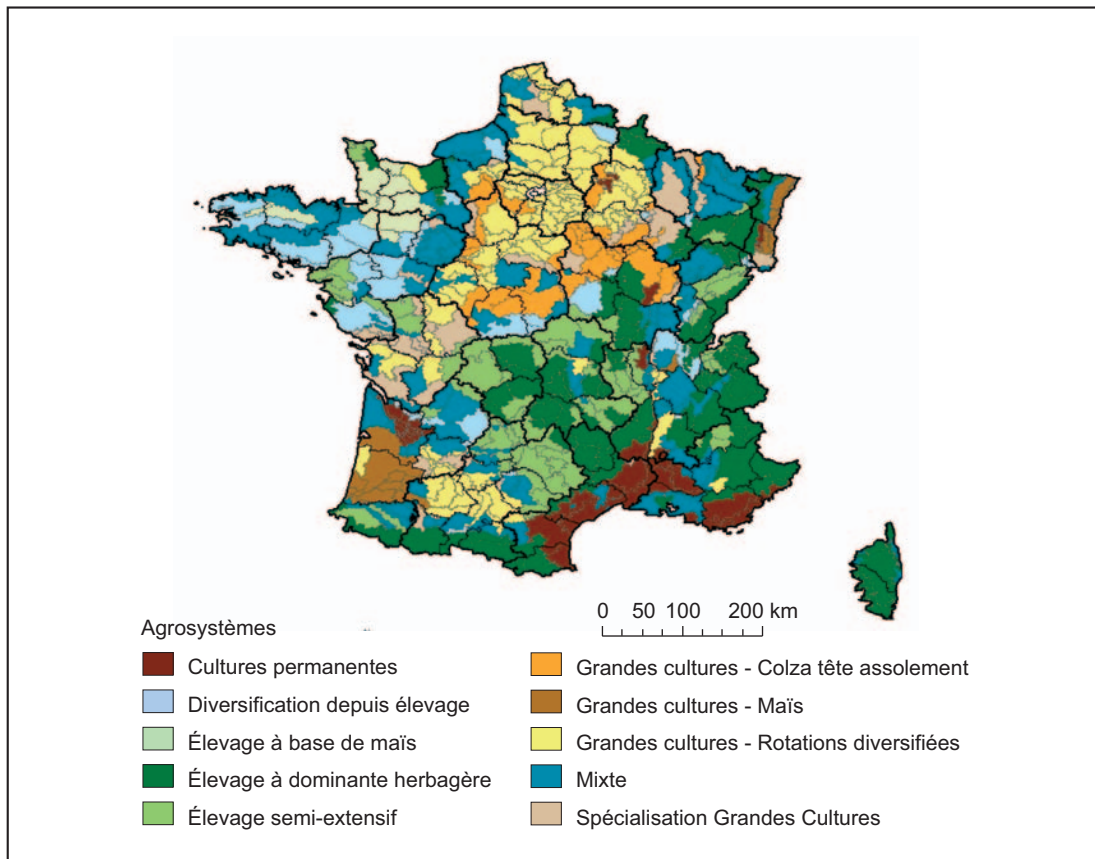 0 50 100 200 km
Agrosystèmes
Cultures permanentes
Diversification depuis élevage
Élevage à base de maïs
Élevage à dominante herbagère
Élevage semi-extensif
Grandes cultures - Colza tête assolement
Grandes cultures - Maïs
Grandes cultures - Rotations diversifiées
Mixte
Spécialisation Grandes Cultures